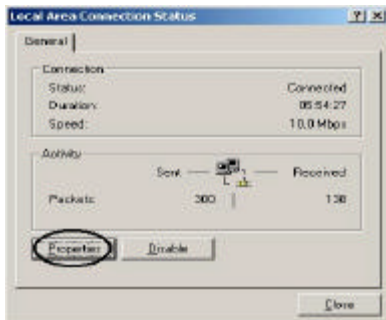 Local Area Connection Status
General
Connection
Status: Connected
Duration: 05:54:27
Speed: 10.0 Mbps
Activity
Sent Received
Packets: 300 138
Properties Disable
Close